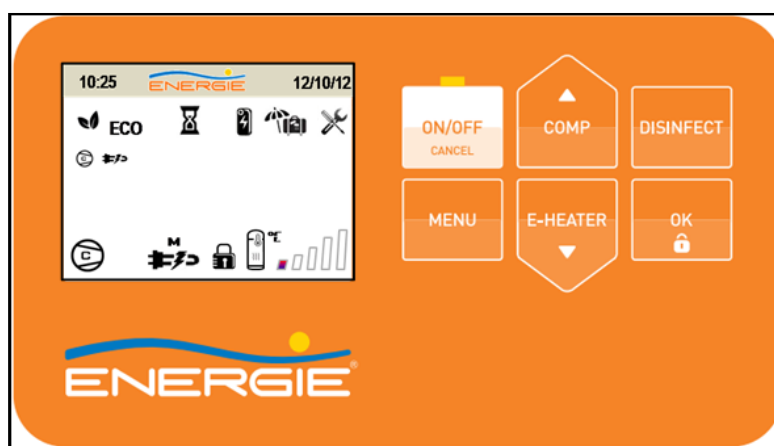 10:25 ENERGIE 12/10/12
ECO
C
C M °C
ON/OFF
CANCEL
COMP
DISINFECT
MENU
E-HEATER
OK
ENERGIE®